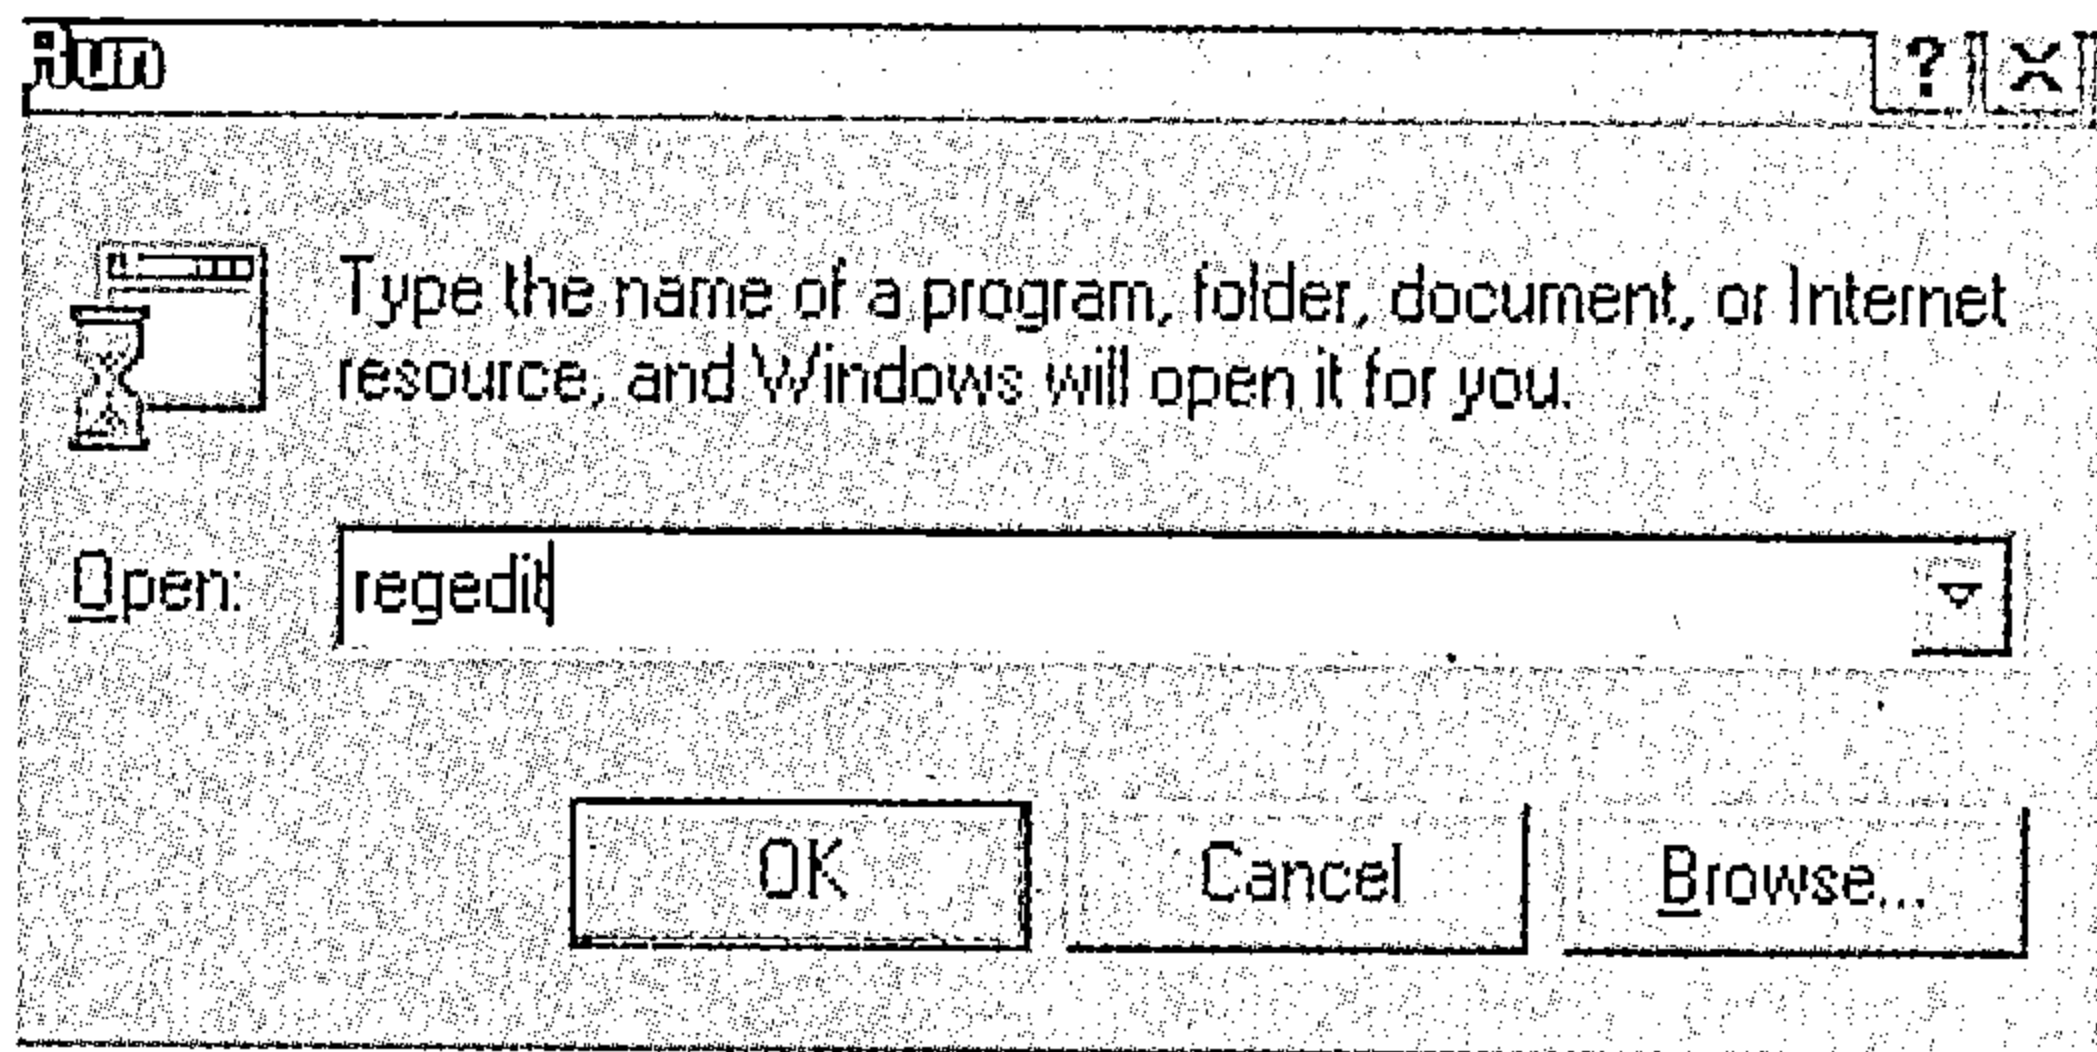 Run
? X
Type the name of a program, folder, document, or Internet
resource, and Windows will open it for you.
Open: regedit
OK Cancel Browse...